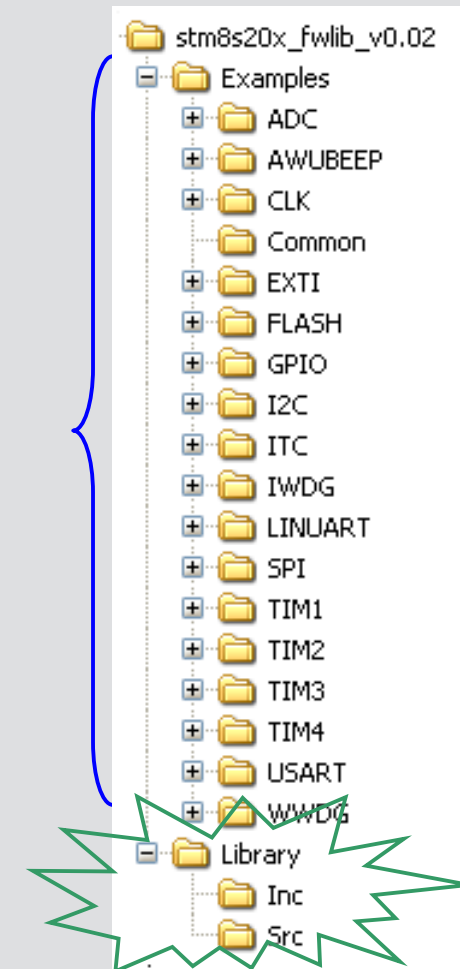 stm8s20x_fwlib_v0.02
Examples
ADC
AWUBEEP
CLK
Common
EXTI
FLASH
GPIO
I2C
ITC
IWDG
LINUART
SPI
TIM1
TIM2
TIM3
TIM4
USART
WWDG
Library
Inc
Src